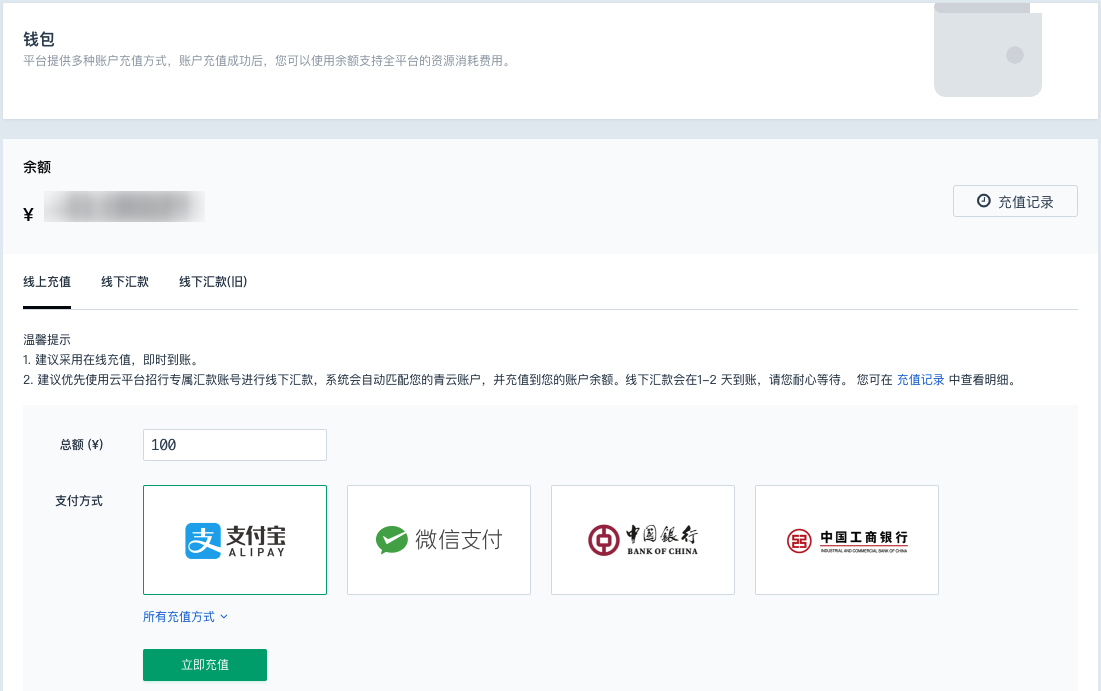 钱包
平台提供多种账户充值方式，账户充值成功后，您可以使用余额支持全平台的资源消耗费用。
余额
¥
充值记录
线上充值 线下汇款 线下汇款(旧)
温馨提示
1. 建议采用在线充值，即时到账。
2. 建议优先使用云平台招行专属汇款账号进行线下汇款，系统会自动匹配您的青云账户，并充值到您的账户余额。线下汇款会在1-2 天到账，请您耐心等待。 您可在 充值记录 中查看明细。
总额 (¥) 100
支付方式
支付宝
ALIPAY
微信支付
中国银行
BANK OF CHINA
中国工商银行
INDUSTRIAL AND COMMERCIAL BANK OF CHINA
所有充值方式
立即充值